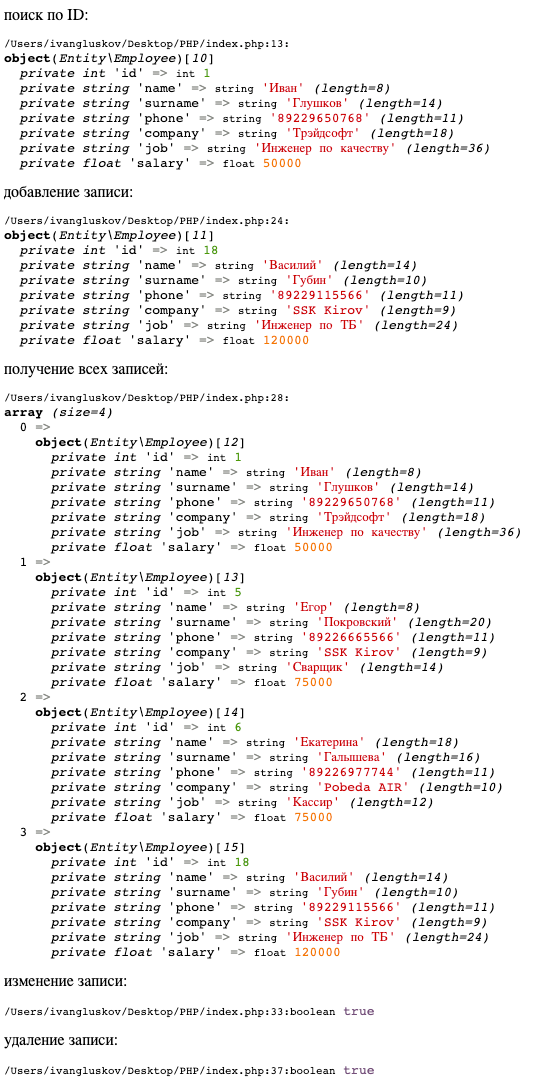 поиск по ID:
/Users/ivangluskov/Desktop/PHP/index.php:13:
object(Entity\Employee)[10]
private int 'id' => int 1
private string 'name' => string 'Иван' (length=8)
private string 'surname' => string 'Глушков' (length=14)
private string 'phone' => string '89229650768' (length=11)
private string 'company' => string 'Трэйдсофт' (length=18)
private string 'job' => string 'Инженер по качеству' (length=36)
private float 'salary' => float 50000
добавление записи:
/Users/ivangluskov/Desktop/PHP/index.php:24:
object(Entity\Employee)[11]
private int 'id' => int 18
private string 'name' => string 'Василий' (length=14)
private string 'surname' => string 'Губин' (length=10)
private string 'phone' => string '89229115566' (length=11)
private string 'company' => string 'SSK Kirov' (length=9)
private string 'job' => string 'Инженер по ТБ' (length=24)
private float 'salary' => float 120000
получение всех записей:
/Users/ivangluskov/Desktop/PHP/index.php:28:
array (size=4)
0 =>
object(Entity\Employee)[12]
private int 'id' => int 1
private string 'name' => string 'Иван' (length=8)
private string 'surname' => string 'Глушков' (length=14)
private string 'phone' => string '89229650768' (length=11)
private string 'company' => string 'Трэйдсофт' (length=18)
private string 'job' => string 'Инженер по качеству' (length=36)
private float 'salary' => float 50000
1 =>
object(Entity\Employee)[13]
private int 'id' => int 5
private string 'name' => string 'Егор' (length=8)
private string 'surname' => string 'Покровский' (length=20)
private string 'phone' => string '89226665566' (length=11)
private string 'company' => string 'SSK Kirov' (length=9)
private string 'job' => string 'Сварщик' (length=14)
private float 'salary' => float 75000
2 =>
object(Entity\Employee)[14]
private int 'id' => int 6
private string 'name' => string 'Екатерина' (length=18)
private string 'surname' => string 'Галышева' (length=16)
private string 'phone' => string '89226977744' (length=11)
private string 'company' => string 'Pobeda AIR' (length=10)
private string 'job' => string 'Кассир' (length=12)
private float 'salary' => float 75000
3 =>
object(Entity\Employee)[15]
private int 'id' => int 18
private string 'name' => string 'Василий' (length=14)
private string 'surname' => string 'Губин' (length=10)
private string 'phone' => string '89229115566' (length=11)
private string 'company' => string 'SSK Kirov' (length=9)
private string 'job' => string 'Инженер по ТБ' (length=24)
private float 'salary' => float 120000
изменение записи:
/Users/ivangluskov/Desktop/PHP/index.php:33:boolean true
удаление записи:
/Users/ivangluskov/Desktop/PHP/index.php:37:boolean true